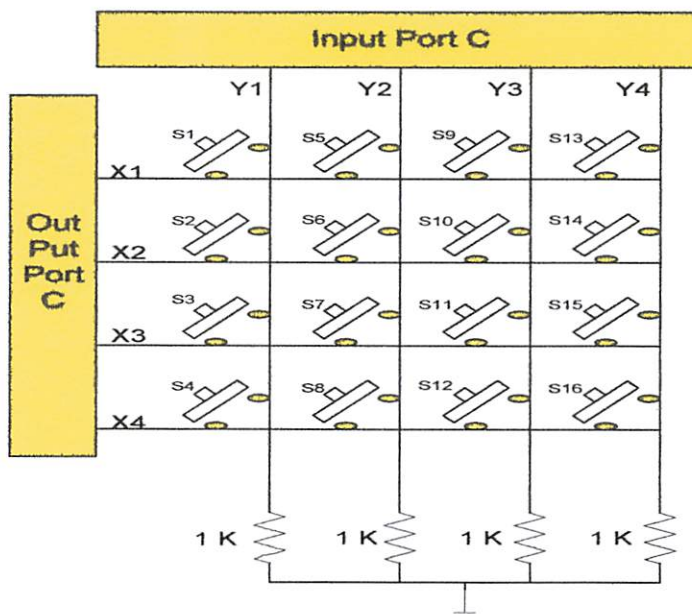 Input Port C
Y1 Y2 Y3 Y4
Out
Put
Port
C
S1 S5 S9 S13
X1
S2 S6 S10 S14
X2
S3 S7 S11 S15
X3
S4 S8 S12 S16
X4
1 K 1 K 1 K 1 K